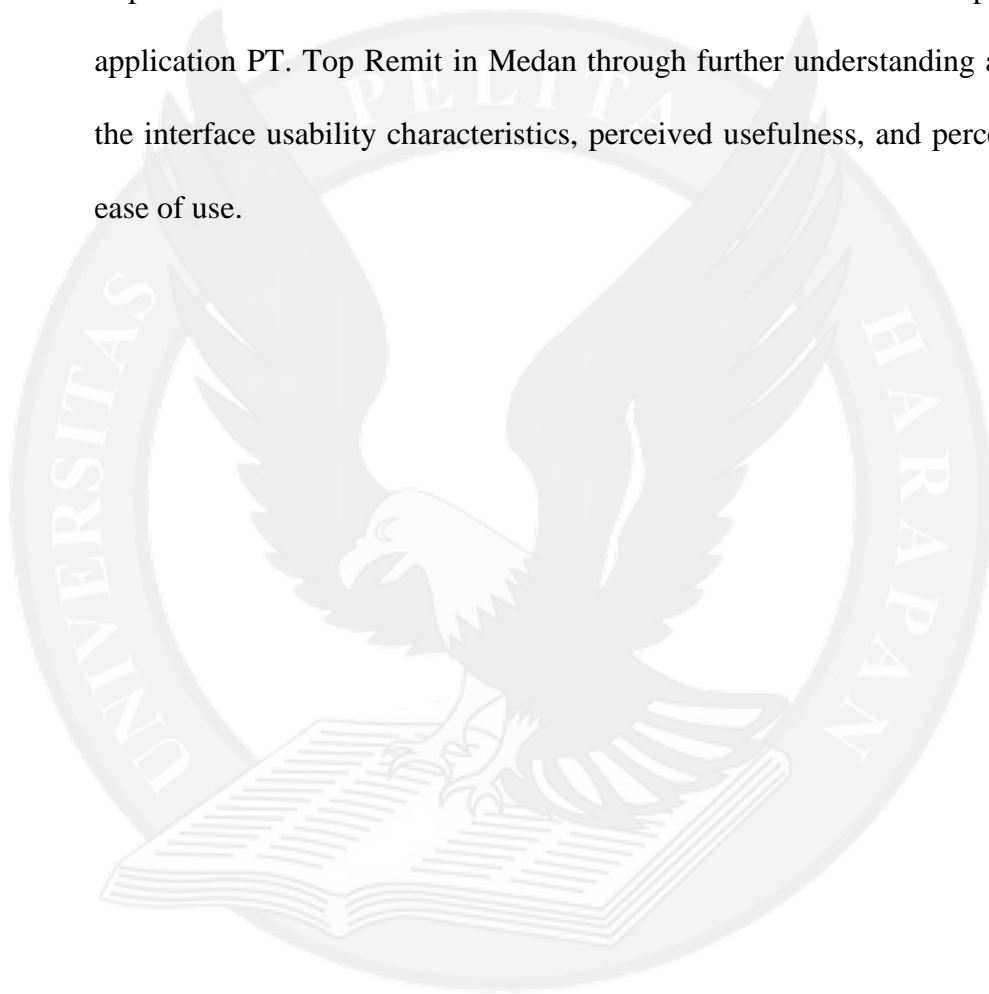 application PT. Top Remit in Medan through further understanding
the interface usability characteristics, perceived usefulness, and
ease of use.
UNIVERSITAS PELITA HARAPAN